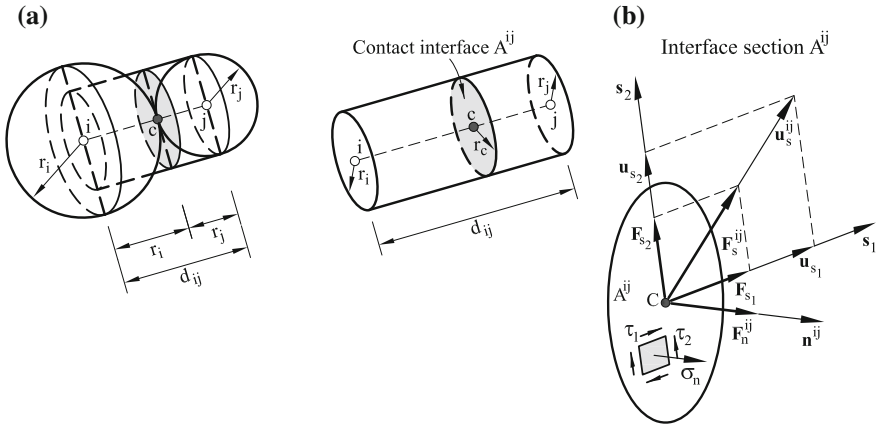 (a)
Contact interface A^ij
(b)
Interface section A^ij
i
c
j
r_j
r_i
r_i
r_j
d_ij
i
r_i
c
r_c
r_j
j
d_ij
s_2
u_s^ij
u_s2
F_s2
F_s^ij
s_1
u_s1
F_s1
A^ij
C
F_n^ij
n^ij
τ_1
τ_2
σ_n